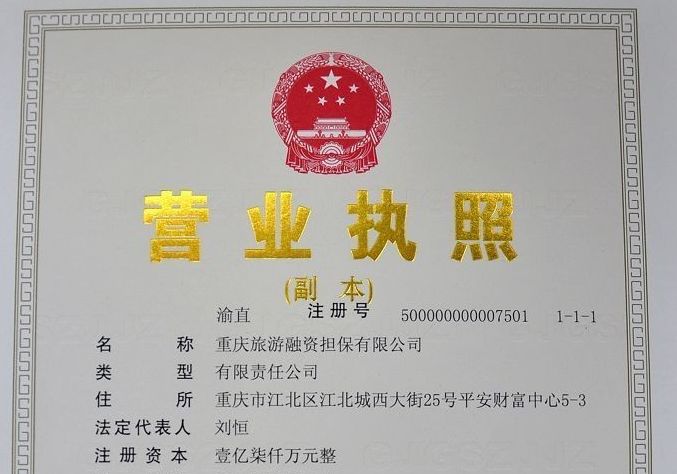 营业执照
(副 本)
渝直 注册号 500000000007501 1-1-1
名 称 重庆旅游融资担保有限公司
类 型 有限责任公司
住 所 重庆市江北区江北城西大街25号平安财富中心5-3
法定代表人 刘恒
注册资本 壹亿柒仟万元整